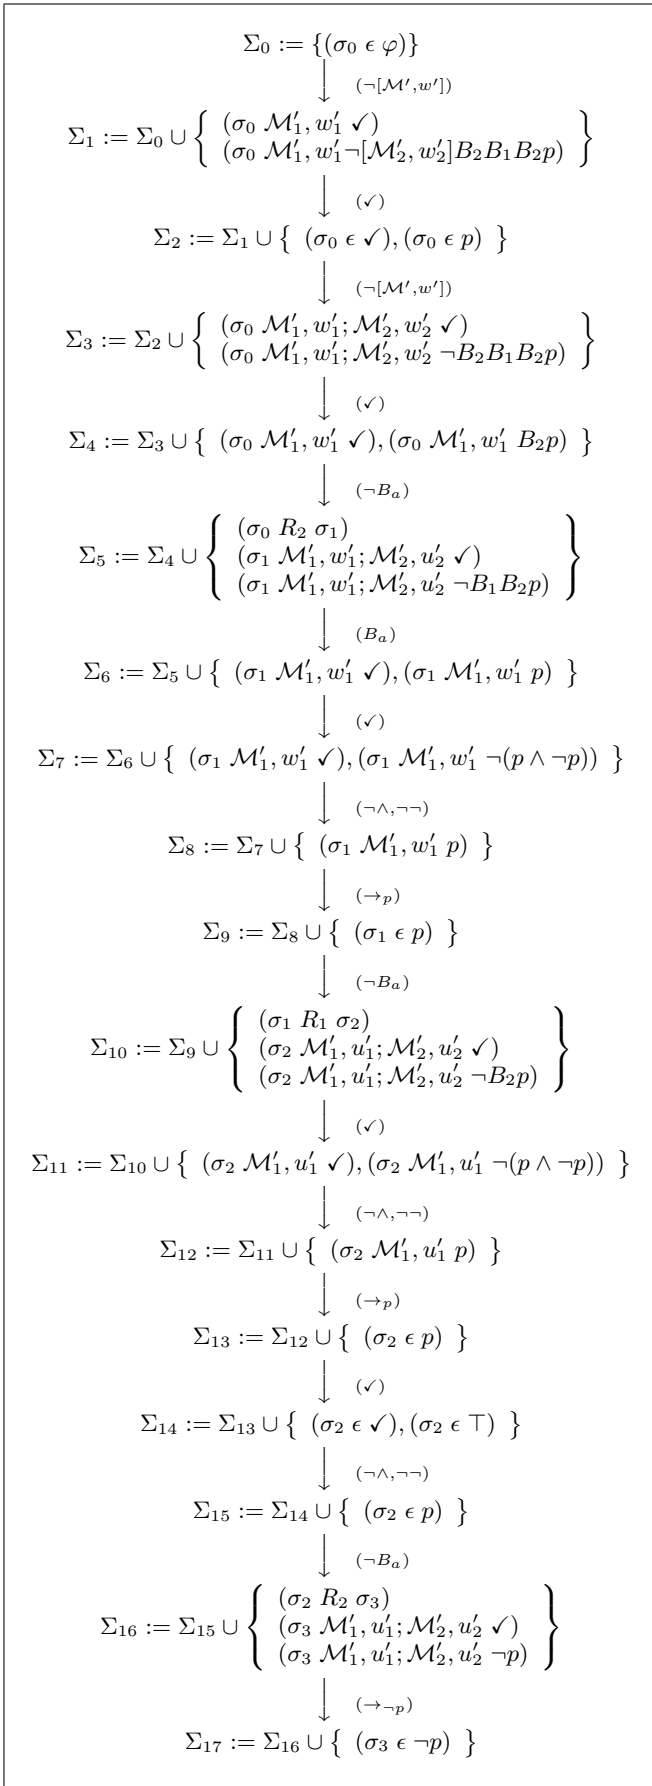 Σ₀ := {(σ₀ ϵ φ)}
(¬[ℳ′,w′])
Σ₁ := Σ₀ ∪ { (σ₀ ℳ′₁, w′₁ ✓)
(σ₀ ℳ′₁, w′₁¬[ℳ′₂, w′₂]B₂B₁B₂p) }
(✓)
Σ₂ := Σ₁ ∪ { (σ₀ ϵ ✓), (σ₀ ϵ p) }
(¬[ℳ′,w′])
Σ₃ := Σ₂ ∪ { (σ₀ ℳ′₁, w′₁; ℳ′₂, w′₂ ✓)
(σ₀ ℳ′₁, w′₁; ℳ′₂, w′₂ ¬B₂B₁B₂p) }
(✓)
Σ₄ := Σ₃ ∪ { (σ₀ ℳ′₁, w′₁ ✓), (σ₀ ℳ′₁, w′₁ B₂p) }
(¬Bₐ)
Σ₅ := Σ₄ ∪ { (σ₀ R₂ σ₁)
(σ₁ ℳ′₁, w′₁; ℳ′₂, u′₂ ✓)
(σ₁ ℳ′₁, w′₁; ℳ′₂, u′₂ ¬B₁B₂p) }
(Bₐ)
Σ₆ := Σ₅ ∪ { (σ₁ ℳ′₁, w′₁ ✓), (σ₁ ℳ′₁, w′₁ p) }
(✓)
Σ₇ := Σ₆ ∪ { (σ₁ ℳ′₁, w′₁ ✓), (σ₁ ℳ′₁, w′₁ ¬(p ∧ ¬p)) }
(¬∧,¬¬)
Σ₈ := Σ₇ ∪ { (σ₁ ℳ′₁, w′₁ p) }
(→ₚ)
Σ₉ := Σ₈ ∪ { (σ₁ ϵ p) }
(¬Bₐ)
Σ₁₀ := Σ₉ ∪ { (σ₁ R₁ σ₂)
(σ₂ ℳ′₁, u′₁; ℳ′₂, u′₂ ✓)
(σ₂ ℳ′₁, u′₁; ℳ′₂, u′₂ ¬B₂p) }
(✓)
Σ₁₁ := Σ₁₀ ∪ { (σ₂ ℳ′₁, u′₁ ✓), (σ₂ ℳ′₁, u′₁ ¬(p ∧ ¬p)) }
(¬∧,¬¬)
Σ₁₂ := Σ₁₁ ∪ { (σ₂ ℳ′₁, u′₁ p) }
(→ₚ)
Σ₁₃ := Σ₁₂ ∪ { (σ₂ ϵ p) }
(✓)
Σ₁₄ := Σ₁₃ ∪ { (σ₂ ϵ ✓), (σ₂ ϵ ⊤) }
(¬∧,¬¬)
Σ₁₅ := Σ₁₄ ∪ { (σ₂ ϵ p) }
(¬Bₐ)
Σ₁₆ := Σ₁₅ ∪ { (σ₂ R₂ σ₃)
(σ₃ ℳ′₁, u′₁; ℳ′₂, u′₂ ✓)
(σ₃ ℳ′₁, u′₁; ℳ′₂, u′₂ ¬p) }
(→¬ₚ)
Σ₁₇ := Σ₁₆ ∪ { (σ₃ ϵ ¬p) }